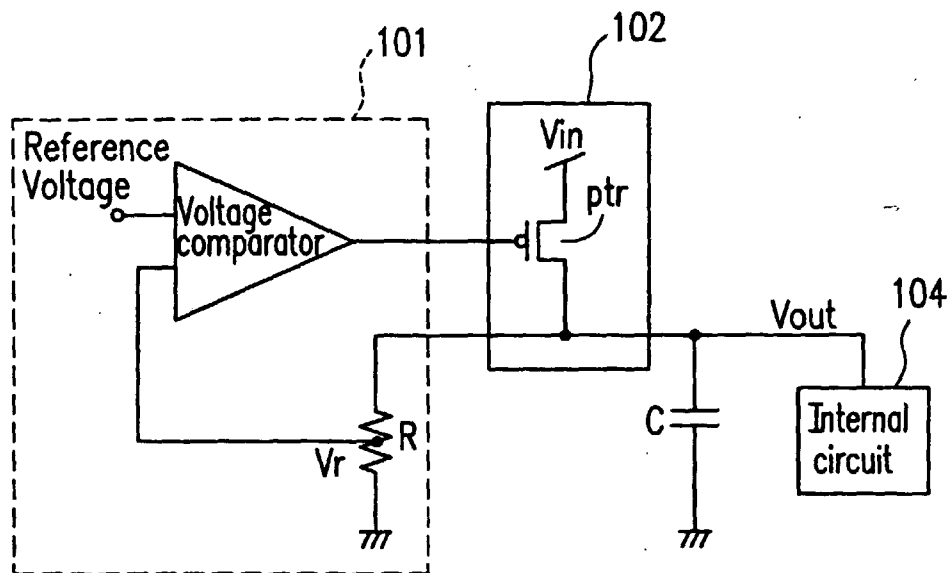 101
102
Reference
Voltage
Voltage
comparator
Vin
ptr
Vout
104
R
Vr
C
Internal
circuit